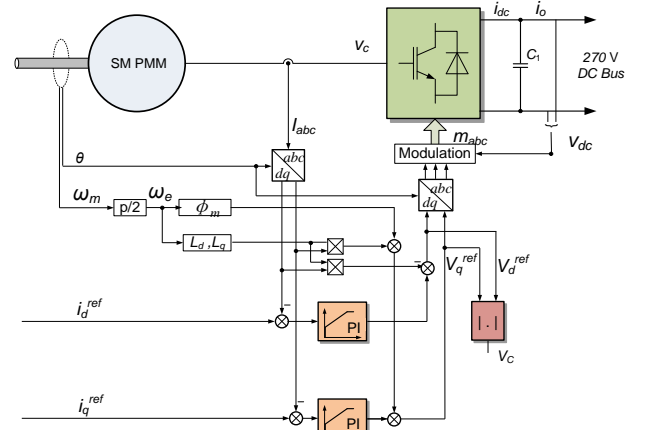 i_dc
i_o
SM PMM
v_c
C_1
270 V
DC Bus
I_abc
m_abc
v_dc
θ
abc
dq
Modulation
ω_m
ω_e
p/2
ϕ_m
abc
dq
L_d ,L_q
V_q^ref
V_d^ref
i_d^ref
PI
|.|
V_C
i_q^ref
PI